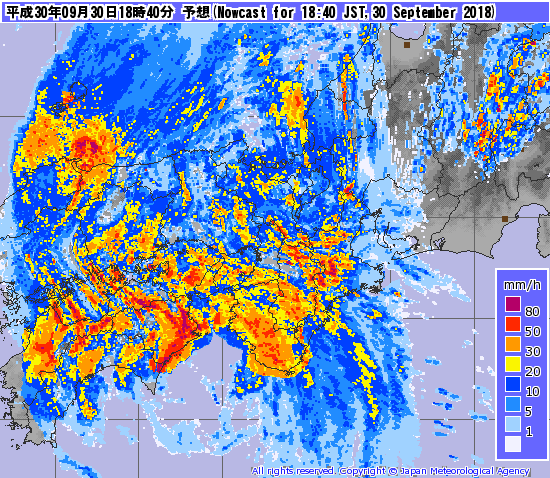 平成30年09月30日18時40分 予想(Nowcast for 18:40 JST,30 September 2018)
mm/h
80
50
30
20
10
5
1
All rights reserved. Copyright © Japan Meteorological Agency